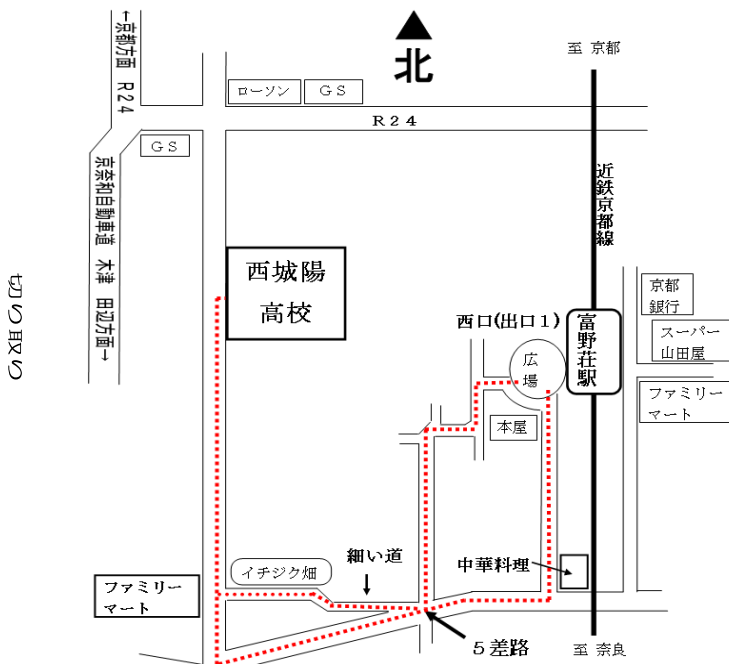 ←京都方面 R24
至 京都
北
ローソン
GS
R24
GS
京奈和自動車道 木津 田辺方面→
近鉄京都線
西城陽
高校
切り取り
京都
銀行
西口(出口1)
富野荘駅
スーパー
山田屋
広
場
ファミリー
マート
本屋
細い道
中華料理
イチジク畑
ファミリー
マート
5差路
至 奈良